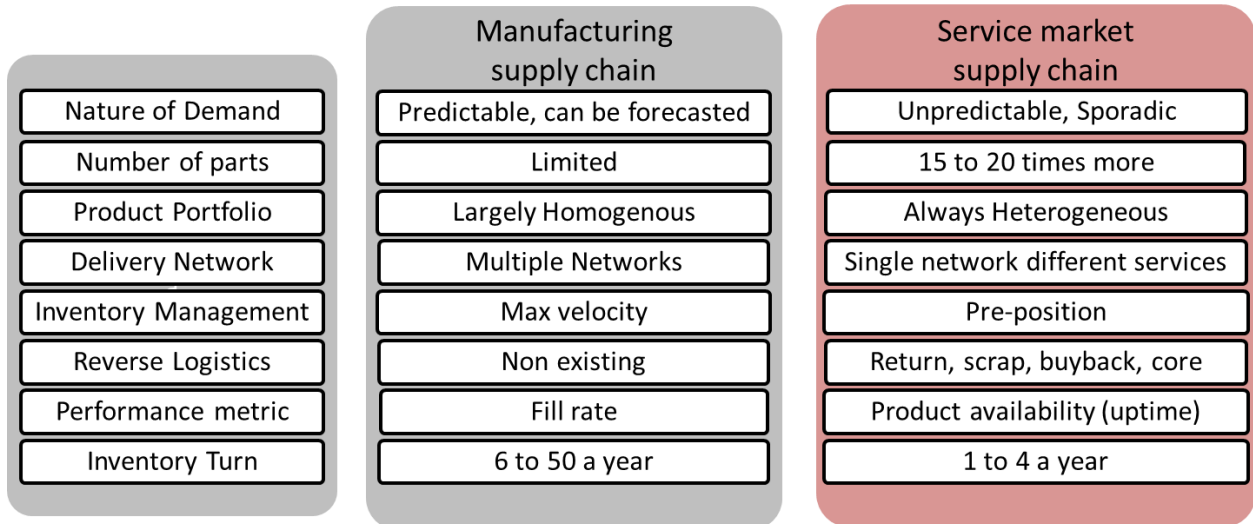 Manufacturing
supply chain
Service market
supply chain
Nature of Demand
Predictable, can be forecasted
Unpredictable, Sporadic
Number of parts
Limited
15 to 20 times more
Product Portfolio
Largely Homogenous
Always Heterogeneous
Delivery Network
Multiple Networks
Single network different services
Inventory Management
Max velocity
Pre-position
Reverse Logistics
Non existing
Return, scrap, buyback, core
Performance metric
Fill rate
Product availability (uptime)
Inventory Turn
6 to 50 a year
1 to 4 a year